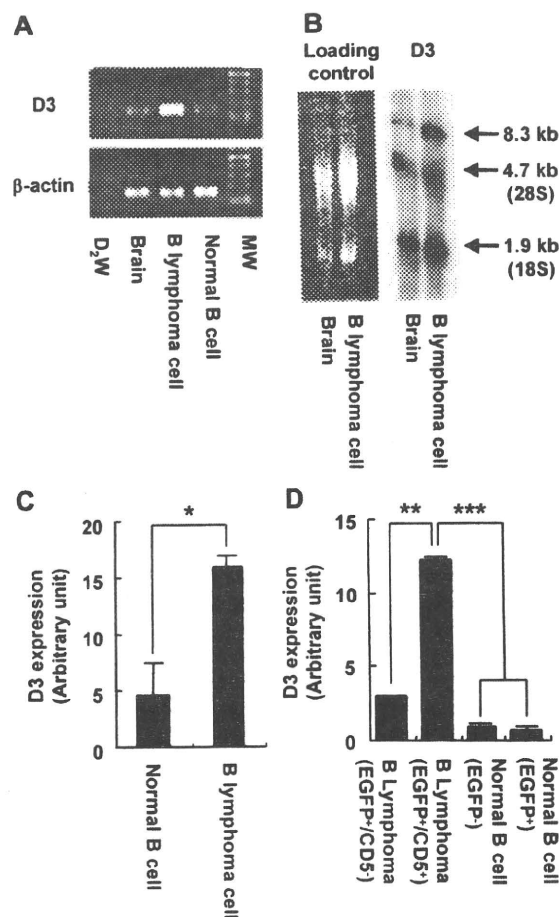 A
D3
β-actin
D2W
Brain
B lymphoma cell
Normal B cell
MW
B
Loading
control
D3
8.3 kb
4.7 kb
(28S)
1.9 kb
(18S)
Brain
B lymphoma cell
Brain
B lymphoma cell
C
*
D3 expression
(Arbitrary unit)
20
15
10
5
0
Normal B cell
B lymphoma cell
D
** ***
D3 expression
(Arbitrary unit)
15
10
5
0
B Lymphoma
(EGFP⁺/CD5⁻)
B Lymphoma
(EGFP⁺/CD5⁺)
Normal B cell
(EGFP⁻)
Normal B cell
(EGFP⁺)